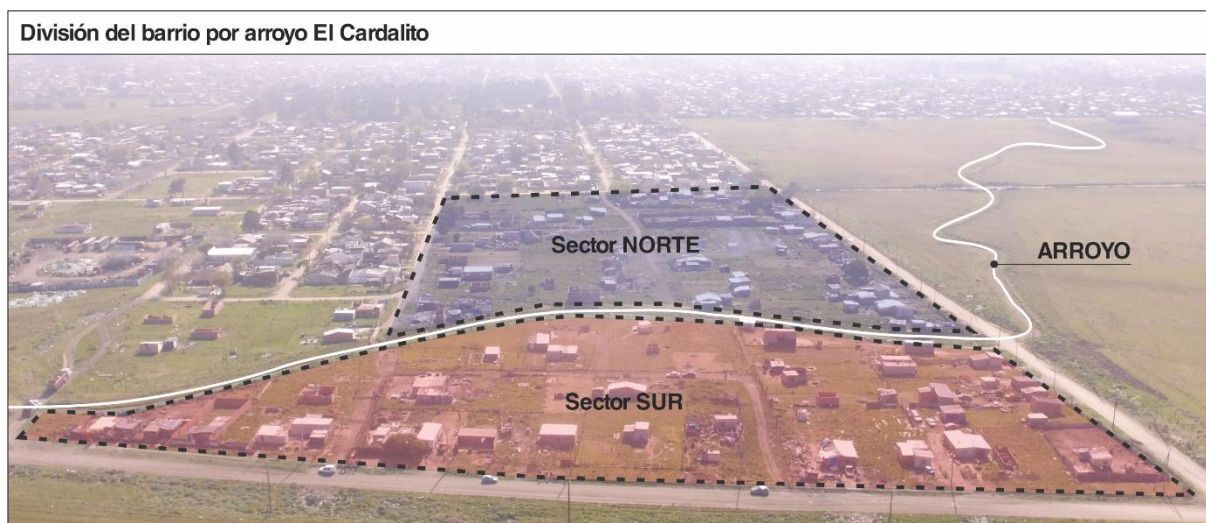 División del barrio por arroyo El Cardalito
Sector NORTE
ARROYO
Sector SUR